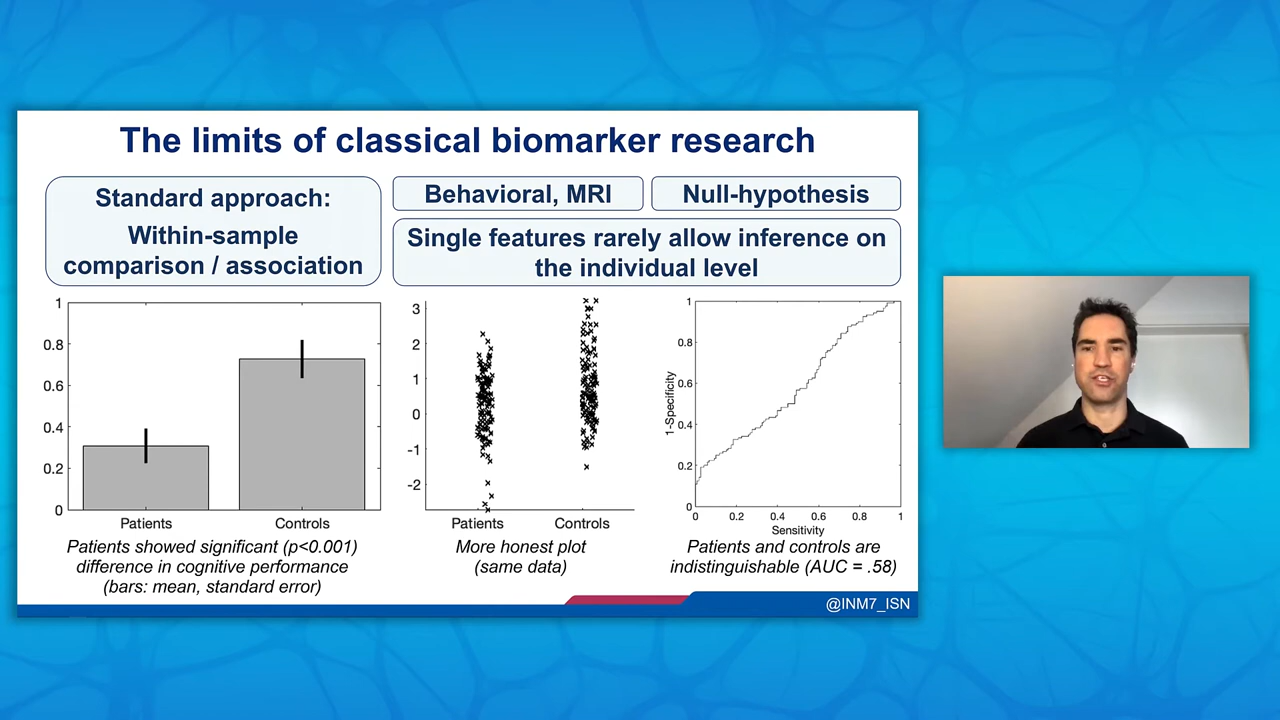 The limits of classical biomarker research
Standard approach:
Within-sample
comparison / association
Behavioral, MRI
Null-hypothesis
Single features rarely allow inference on
the individual level
1
0.8
0.6
0.4
0.2
0
Patients
Controls
Patients showed significant (p<0.001)
difference in cognitive performance
(bars: mean, standard error)
3
2
1
0
-1
-2
Patients
Controls
More honest plot
(same data)
1
0.8
0.6
0.4
0.2
0
1-Specificity
0
0.2
0.4
0.6
0.8
1
Sensitivity
Patients and controls are
indistinguishable (AUC = .58)
@INM7_ISN